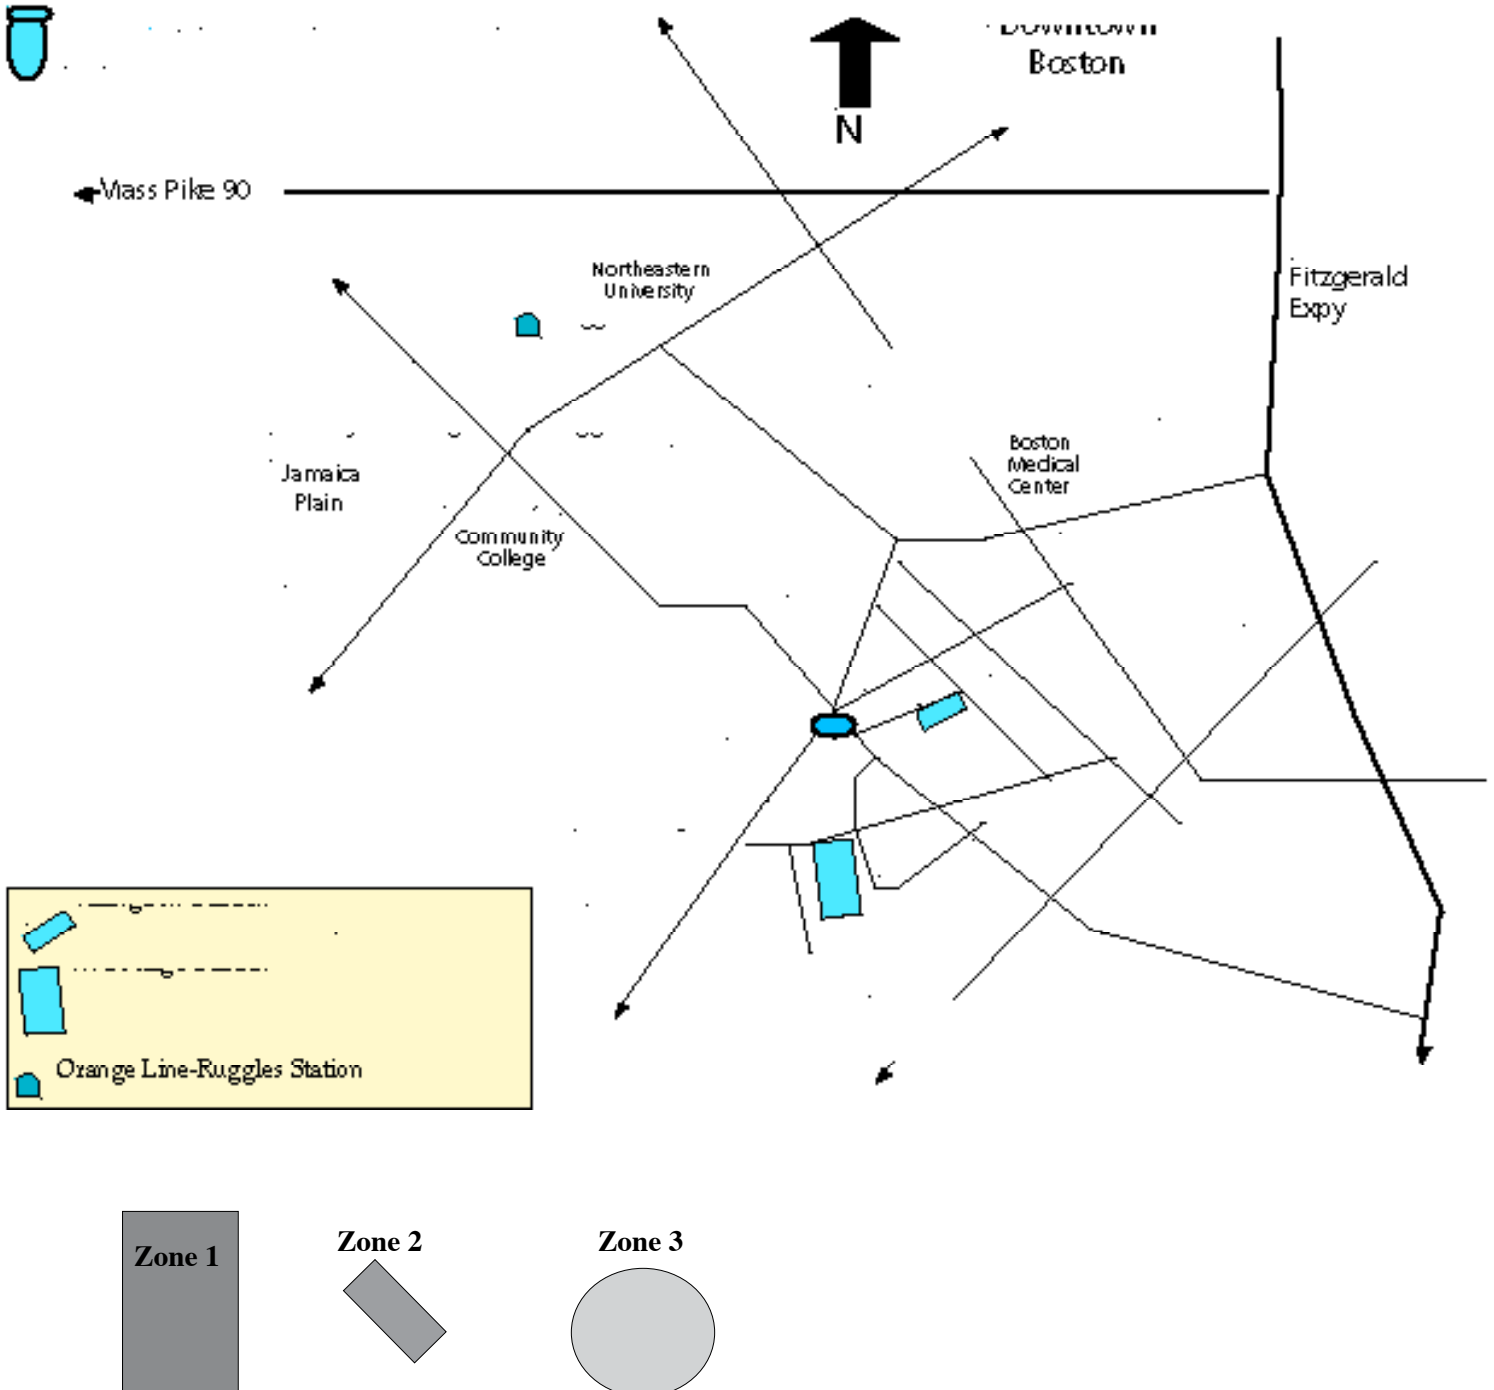 Boston
N
Mass Pike 90
Northeastern
University
Fitzgerald
Expy
Boston
Medical
Center
Jamaica
Plain
Community
College
Orange Line-Ruggles Station
Zone 1
Zone 2
Zone 3